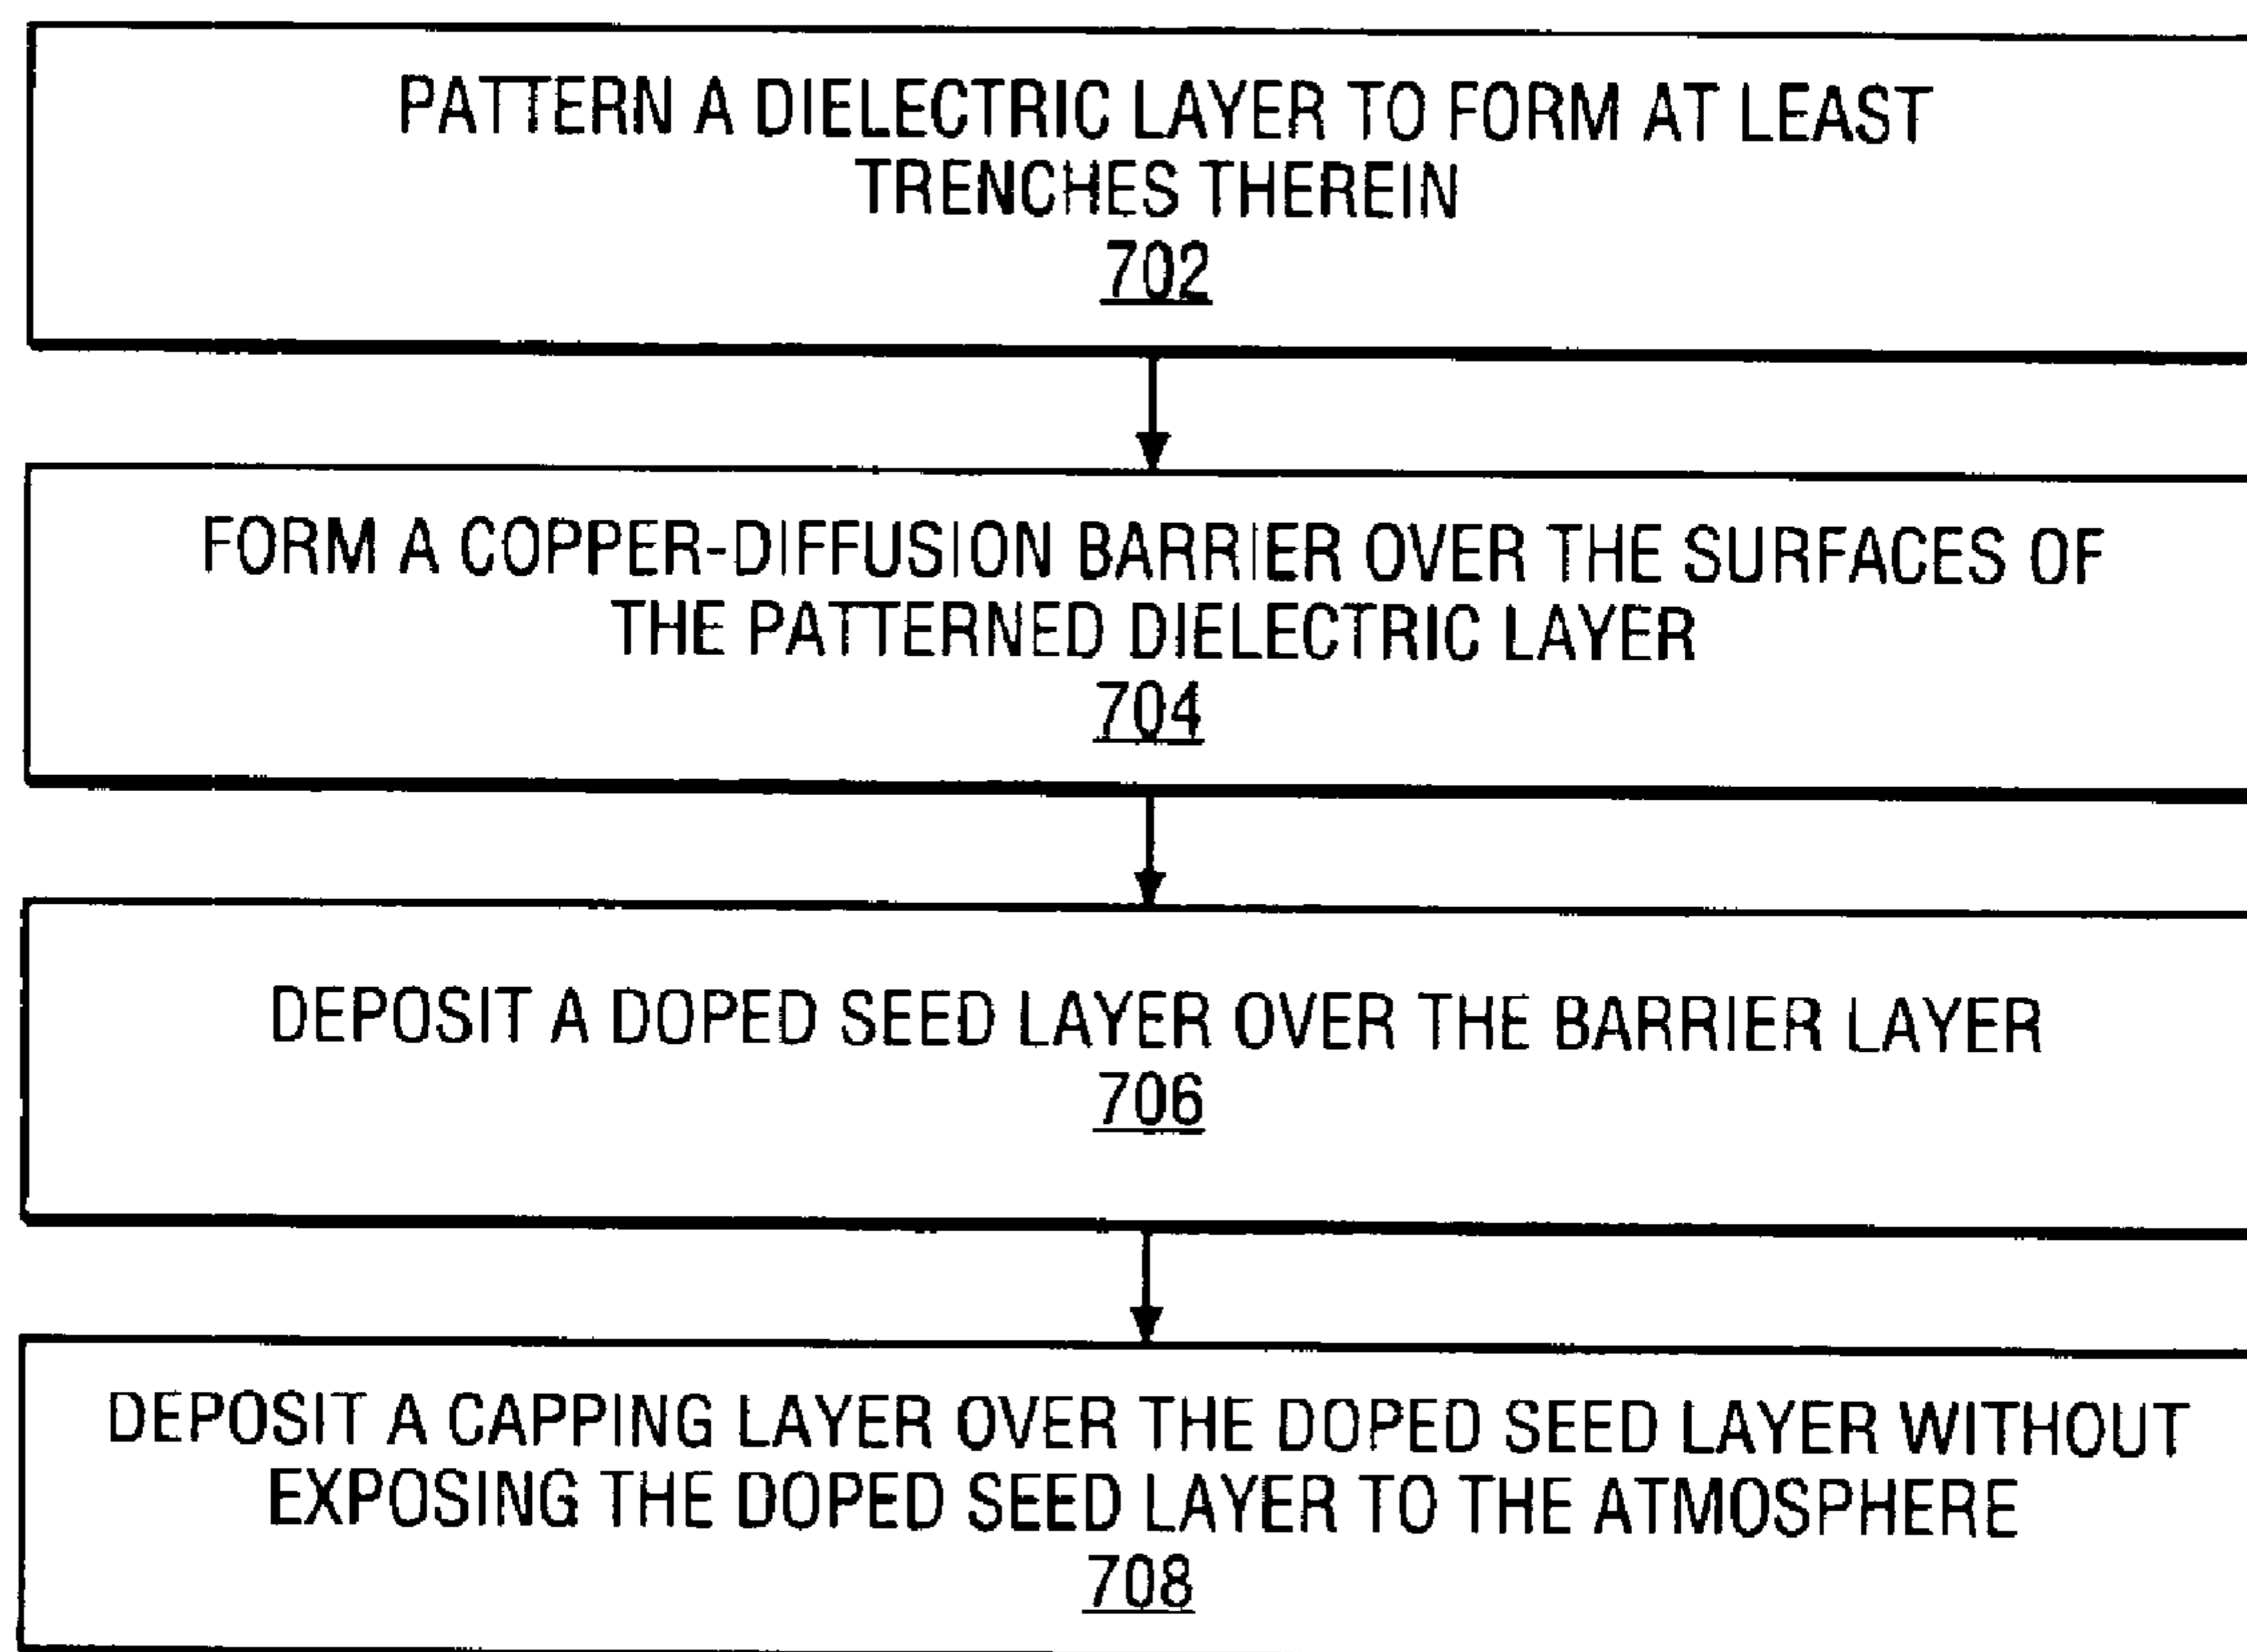 PATTERN A DIELECTRIC LAYER TO FORM AT LEAST
TRENCHES THEREIN
702
FORM A COPPER-DIFFUSION BARRIER OVER THE SURFACES OF
THE PATTERNED DIELECTRIC LAYER
704
DEPOSIT A DOPED SEED LAYER OVER THE BARRIER LAYER
706
DEPOSIT A CAPPING LAYER OVER THE DOPED SEED LAYER WITHOUT
EXPOSING THE DOPED SEED LAYER TO THE ATMOSPHERE
708